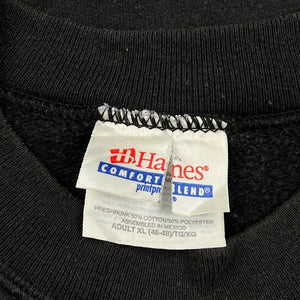 Hanes®
COMFORTBLEND®
printpro
PRESHRUNK 50% COTTON/50% POLYESTER
ASSEMBLED IN MEXICO
ADULT XL (46-48)/TG/XG